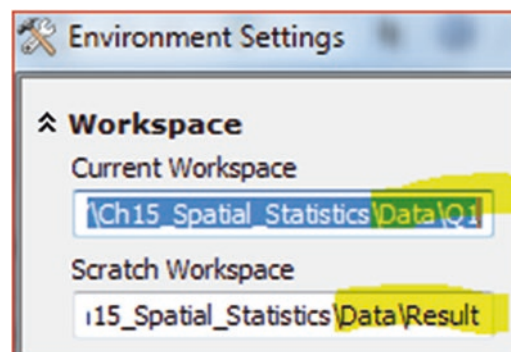 Environment Settings
Workspace
Current Workspace
\Ch15_Spatial_Statistics\Data\Q1
Scratch Workspace
15_Spatial_Statistics\Data\Result